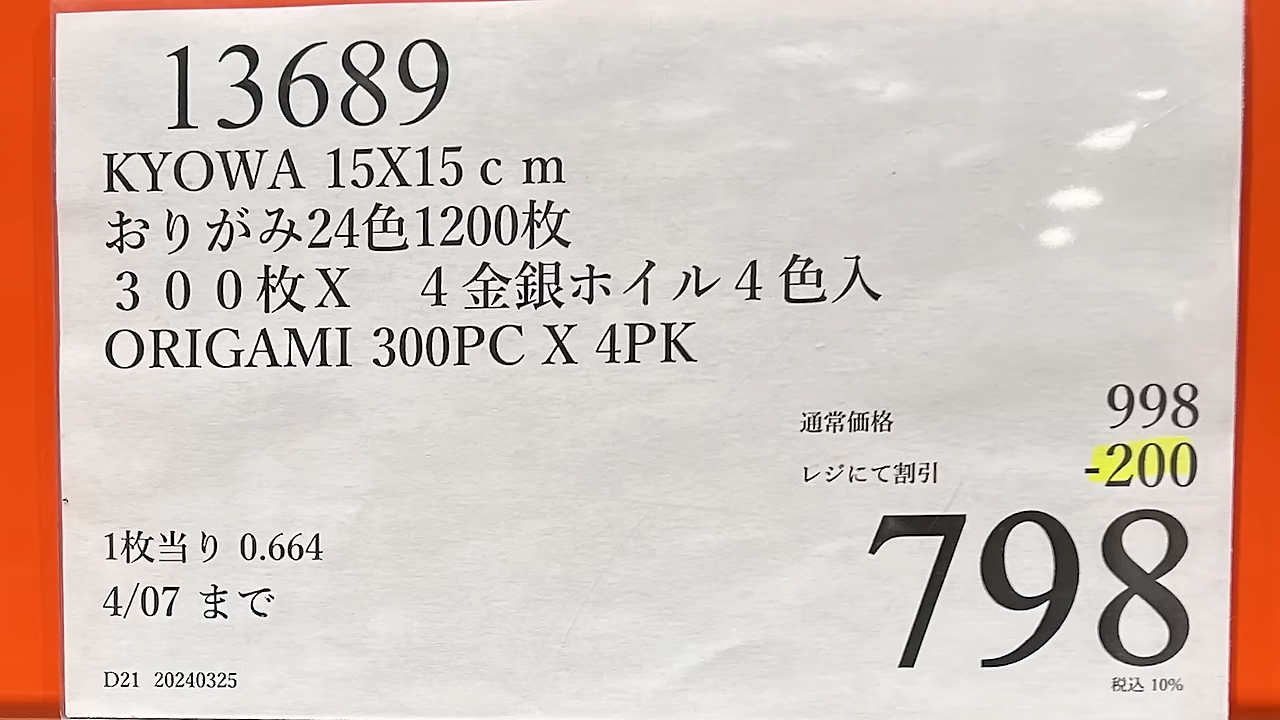 13689
KYOWA 15X15ｃｍ
おりがみ24色1200枚
３００枚Ｘ　４金銀ホイル４色入
ORIGAMI 300PC X 4PK
通常価格 998
レジにて割引 -200
798
1枚当り 0.664
4/07 まで
税込 10%
D21 20240325